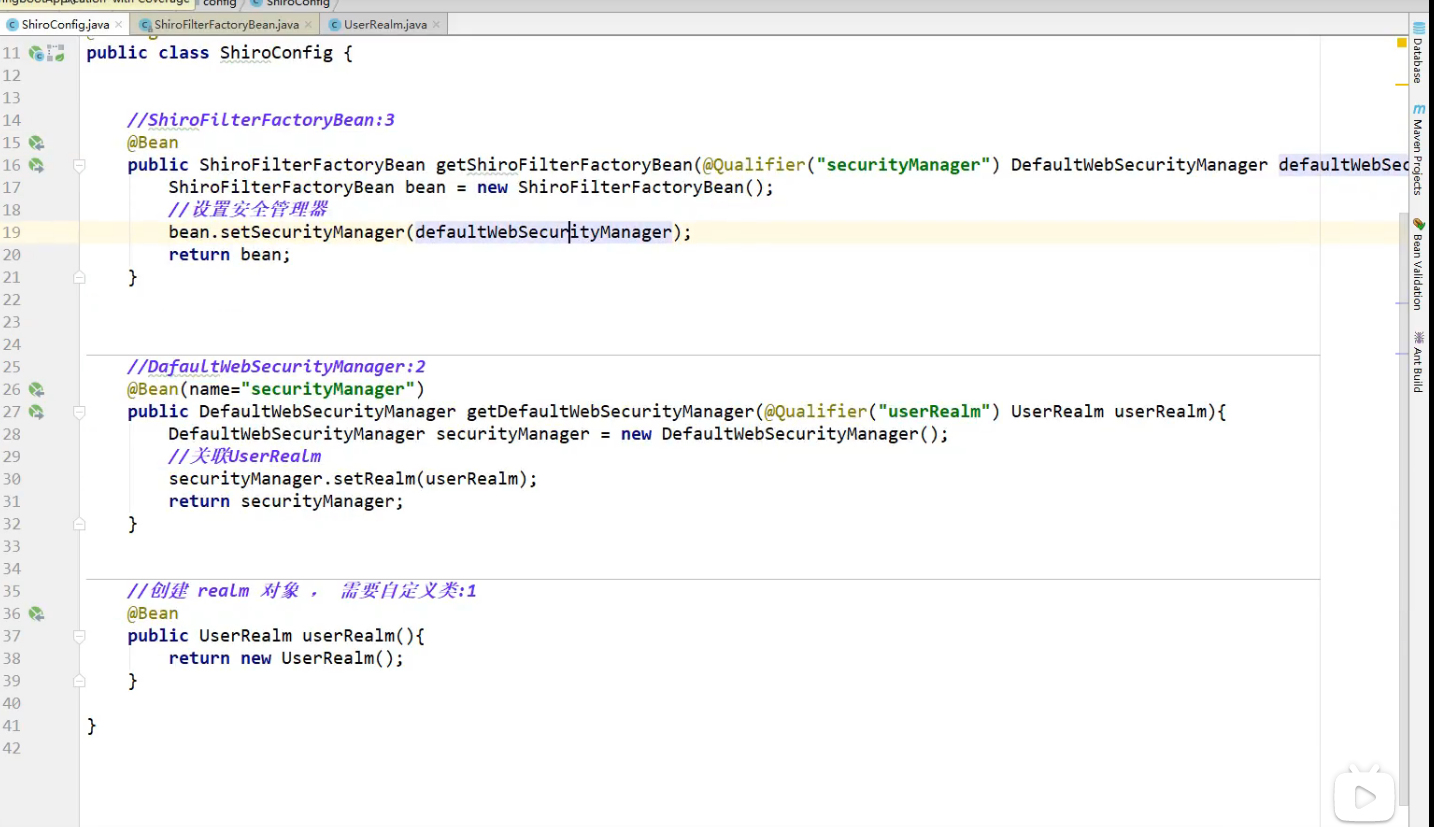 config ShiroConfig
ShiroConfig.java ShiroFilterFactoryBean.java UserRealm.java
11 public class ShiroConfig {
12
13
14 //ShiroFilterFactoryBean:3
15 @Bean
16 public ShiroFilterFactoryBean getShiroFilterFactoryBean(@Qualifier("securityManager") DefaultWebSecurityManager defaultWebSec
17 ShiroFilterFactoryBean bean = new ShiroFilterFactoryBean();
18 //设置安全管理器
19 bean.setSecurityManager(defaultWebSecurityManager);
20 return bean;
21 }
22
23
24
25 //DafaultWebSecurityManager:2
26 @Bean(name="securityManager")
27 public DefaultWebSecurityManager getDefaultWebSecurityManager(@Qualifier("userRealm") UserRealm userRealm){
28 DefaultWebSecurityManager securityManager = new DefaultWebSecurityManager();
29 //关联UserRealm
30 securityManager.setRealm(userRealm);
31 return securityManager;
32 }
33
34
35 //创建 realm 对象 ， 需要自定义类:1
36 @Bean
37 public UserRealm userRealm(){
38 return new UserRealm();
39 }
40
41 }
42
Database
Maven Projects
Bean Validation
Ant Build